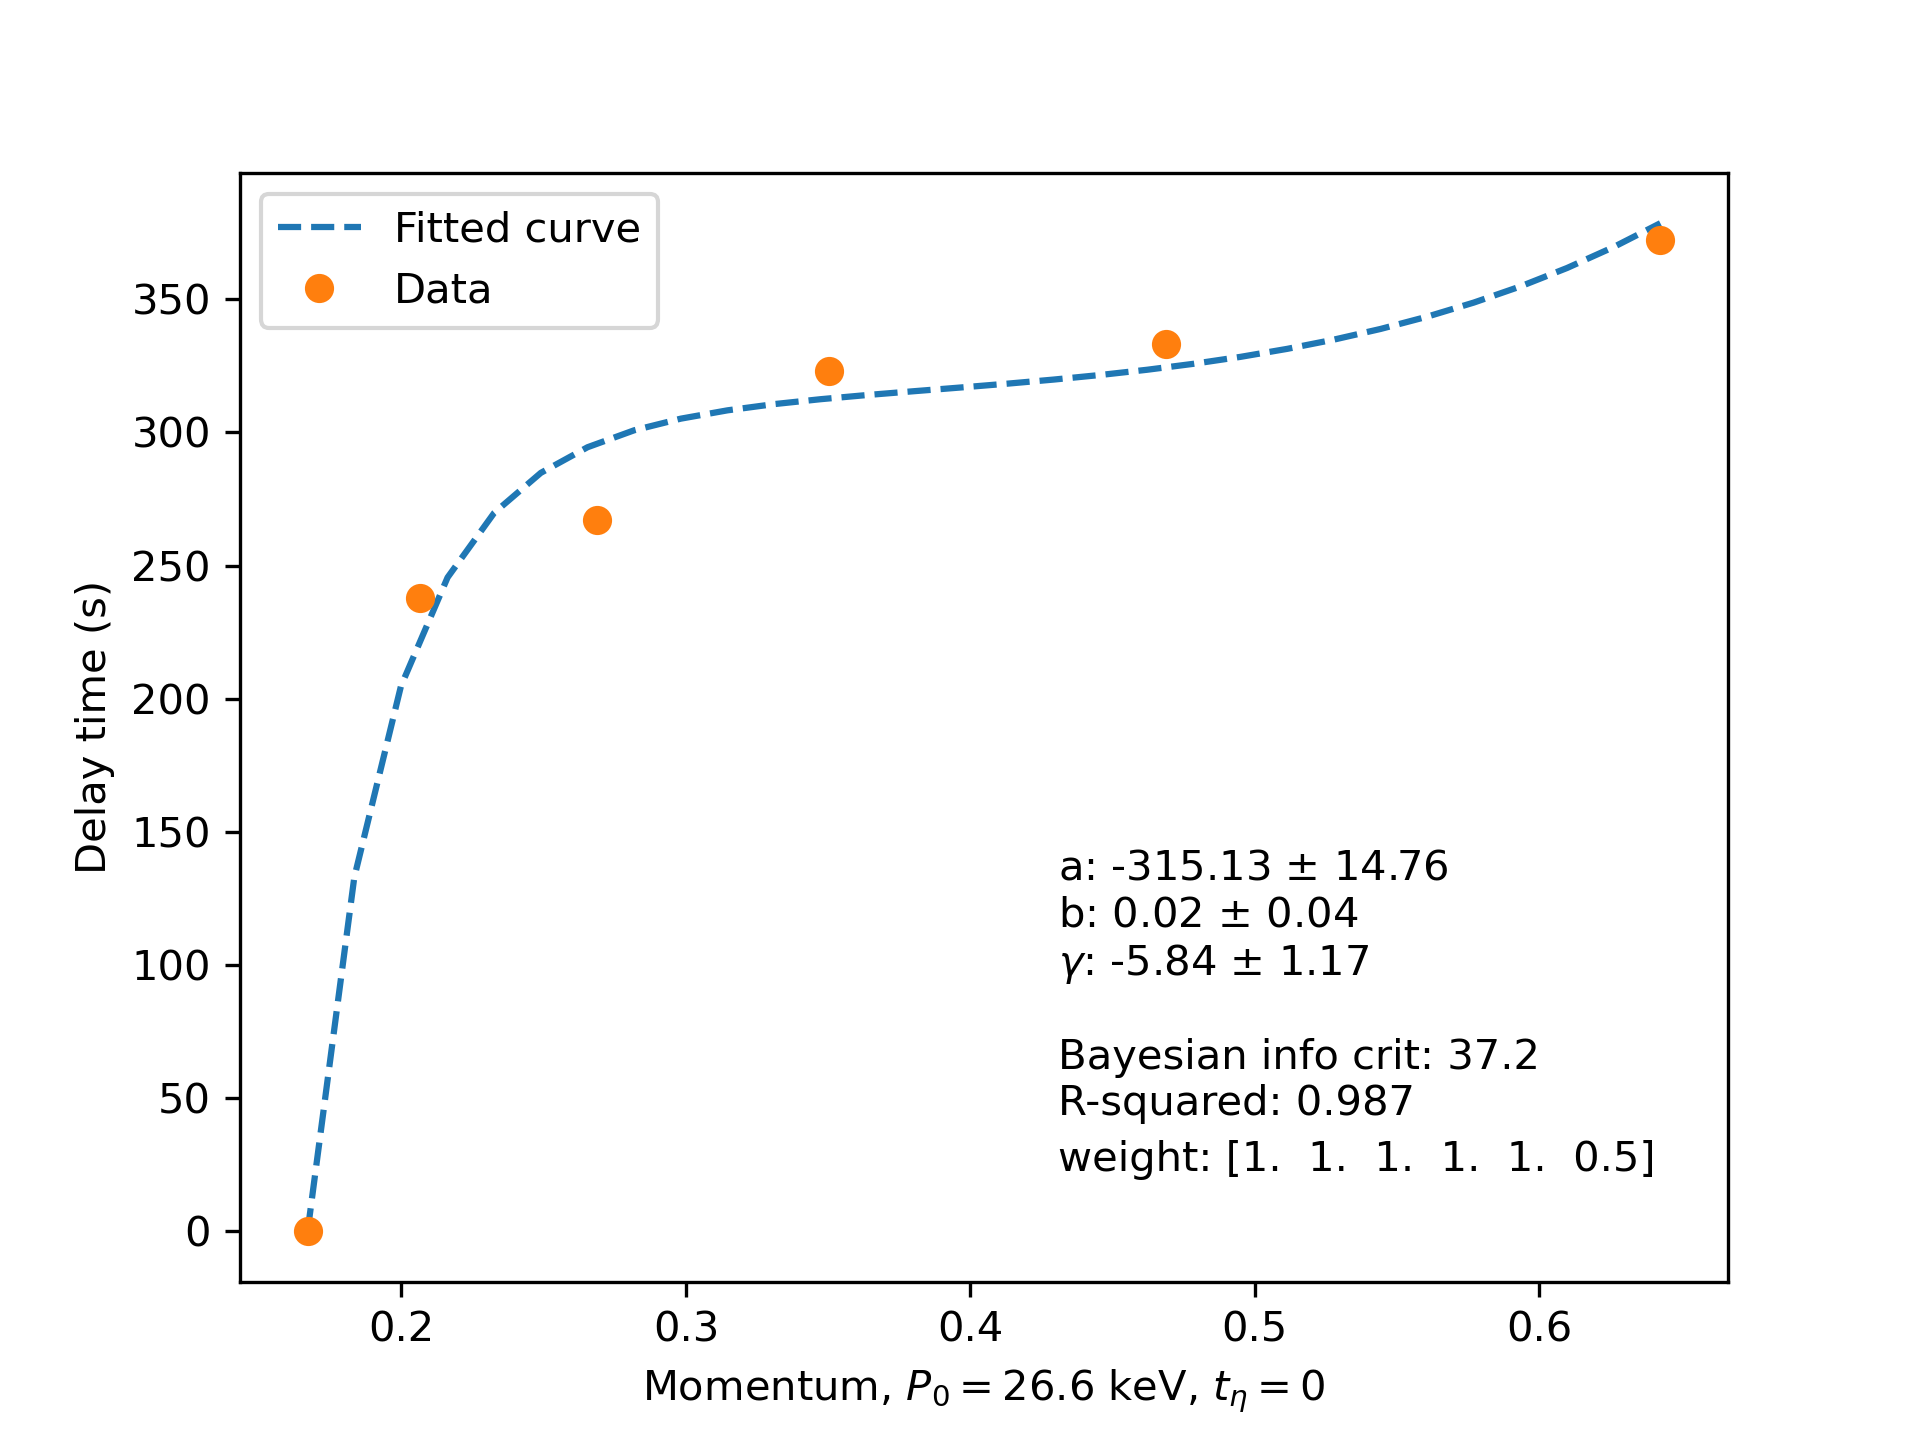 Fitted curve
Data
350
300
250
200
150
100
50
0
Delay time (s)
a: -315.13 ± 14.76
b: 0.02 ± 0.04
γ: -5.84 ± 1.17
Bayesian info crit: 37.2
R-squared: 0.987
weight: [1. 1. 1. 1. 1. 0.5]
0.2 0.3 0.4 0.5 0.6
Momentum, P₀ = 26.6 keV, t_η = 0